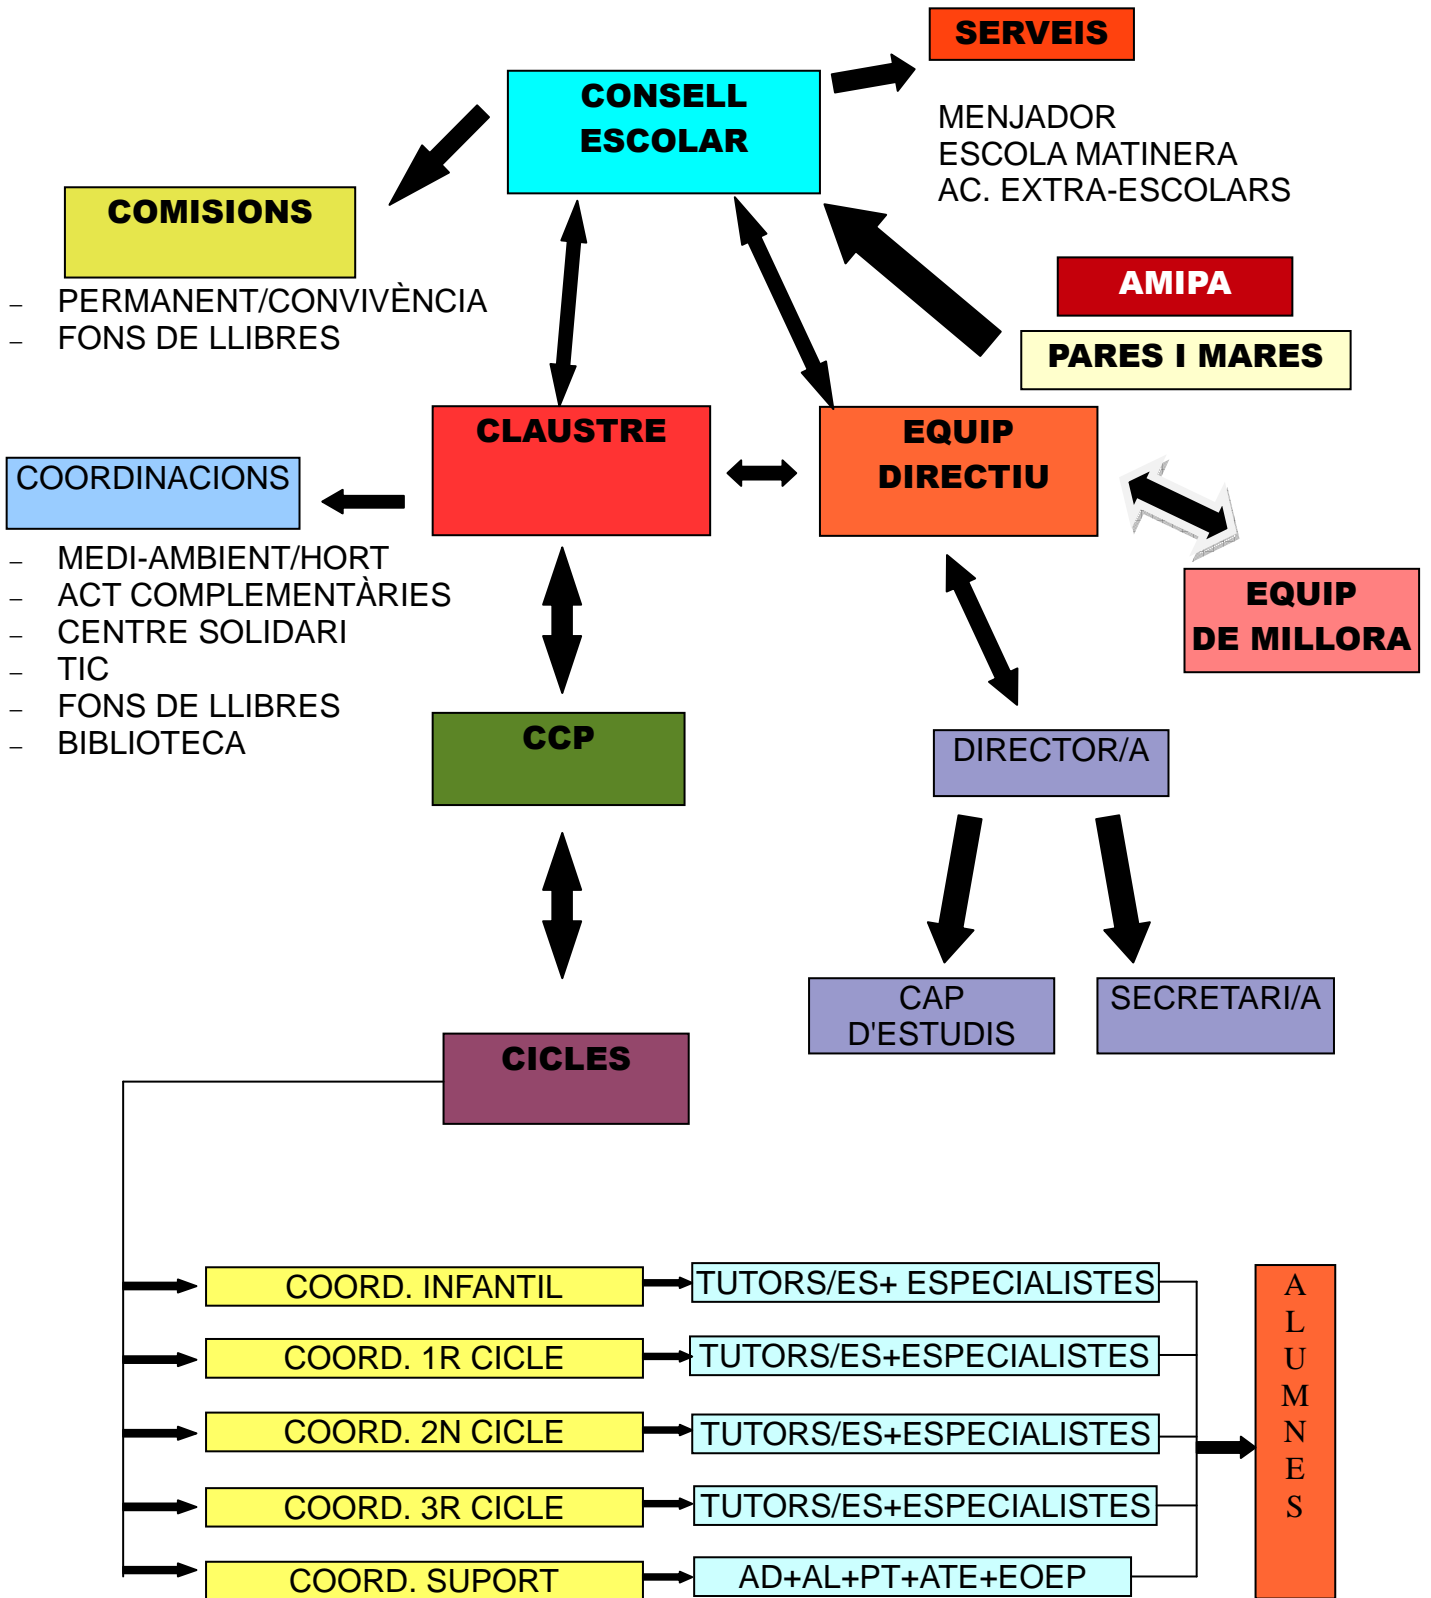 SERVEIS
CONSELL
ESCOLAR
MENJADOR
ESCOLA MATINERA
AC. EXTRA-ESCOLARS
COMISIONS
– PERMANENT/CONVIVÈNCIA
– FONS DE LLIBRES
AMIPA
PARES I MARES
CLAUSTRE
EQUIP
DIRECTIU
COORDINACIONS
– MEDI-AMBIENT/HORT
– ACT COMPLEMENTÀRIES
– CENTRE SOLIDARI
– TIC
– FONS DE LLIBRES
– BIBLIOTECA
EQUIP
DE MILLORA
CCP
DIRECTOR/A
CAP
D'ESTUDIS
SECRETARI/A
CICLES
COORD. INFANTIL
TUTORS/ES+ ESPECIALISTES
COORD. 1R CICLE
TUTORS/ES+ESPECIALISTES
COORD. 2N CICLE
TUTORS/ES+ESPECIALISTES
COORD. 3R CICLE
TUTORS/ES+ESPECIALISTES
COORD. SUPORT
AD+AL+PT+ATE+EOEP
A
L
U
M
N
E
S